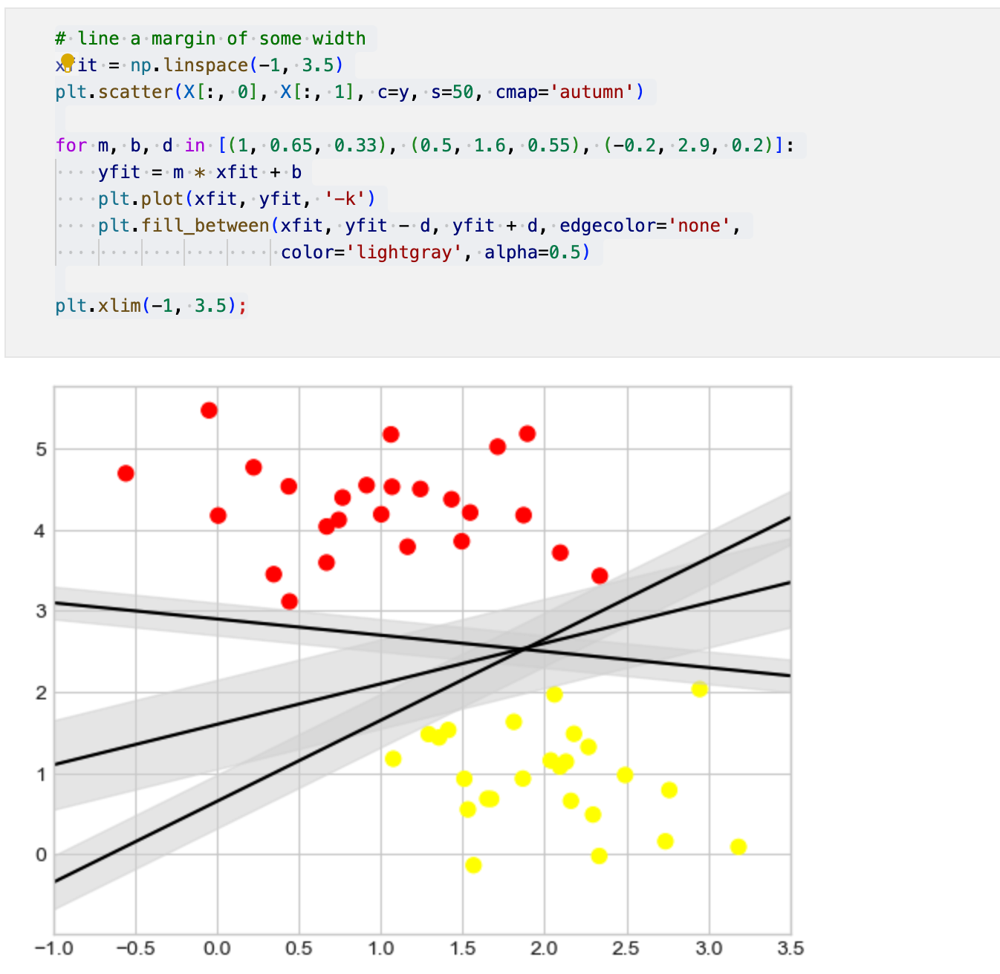 # line a margin of some width
xfit = np.linspace(-1, 3.5)
plt.scatter(X[:, 0], X[:, 1], c=y, s=50, cmap='autumn')
for m, b, d in [(1, 0.65, 0.33), (0.5, 1.6, 0.55), (-0.2, 2.9, 0.2)]:
    yfit = m * xfit + b
    plt.plot(xfit, yfit, '-k')
    plt.fill_between(xfit, yfit - d, yfit + d, edgecolor='none',
                     color='lightgray', alpha=0.5)
plt.xlim(-1, 3.5);
5
4
3
2
1
0
−1.0 −0.5 0.0 0.5 1.0 1.5 2.0 2.5 3.0 3.5